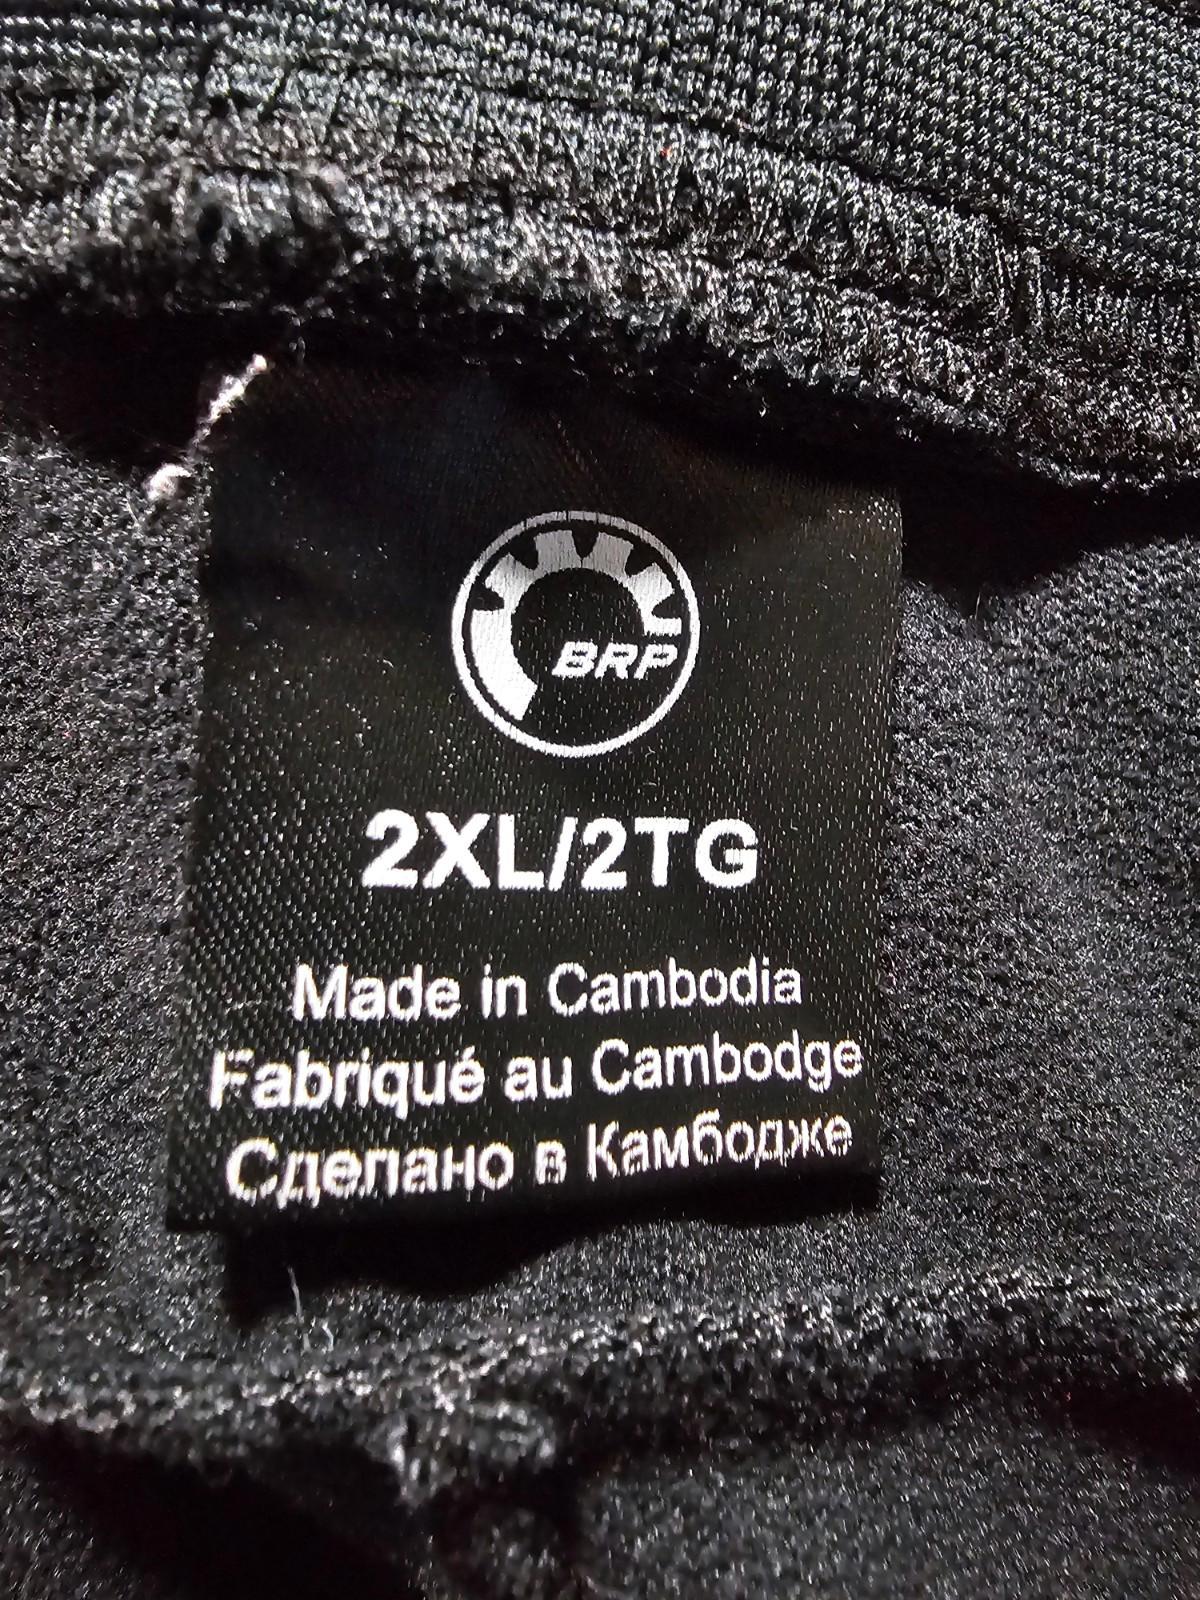 BRP
2XL/2TG
Made in Cambodia
Fabriqué au Cambodge
Сделано в Камбодже